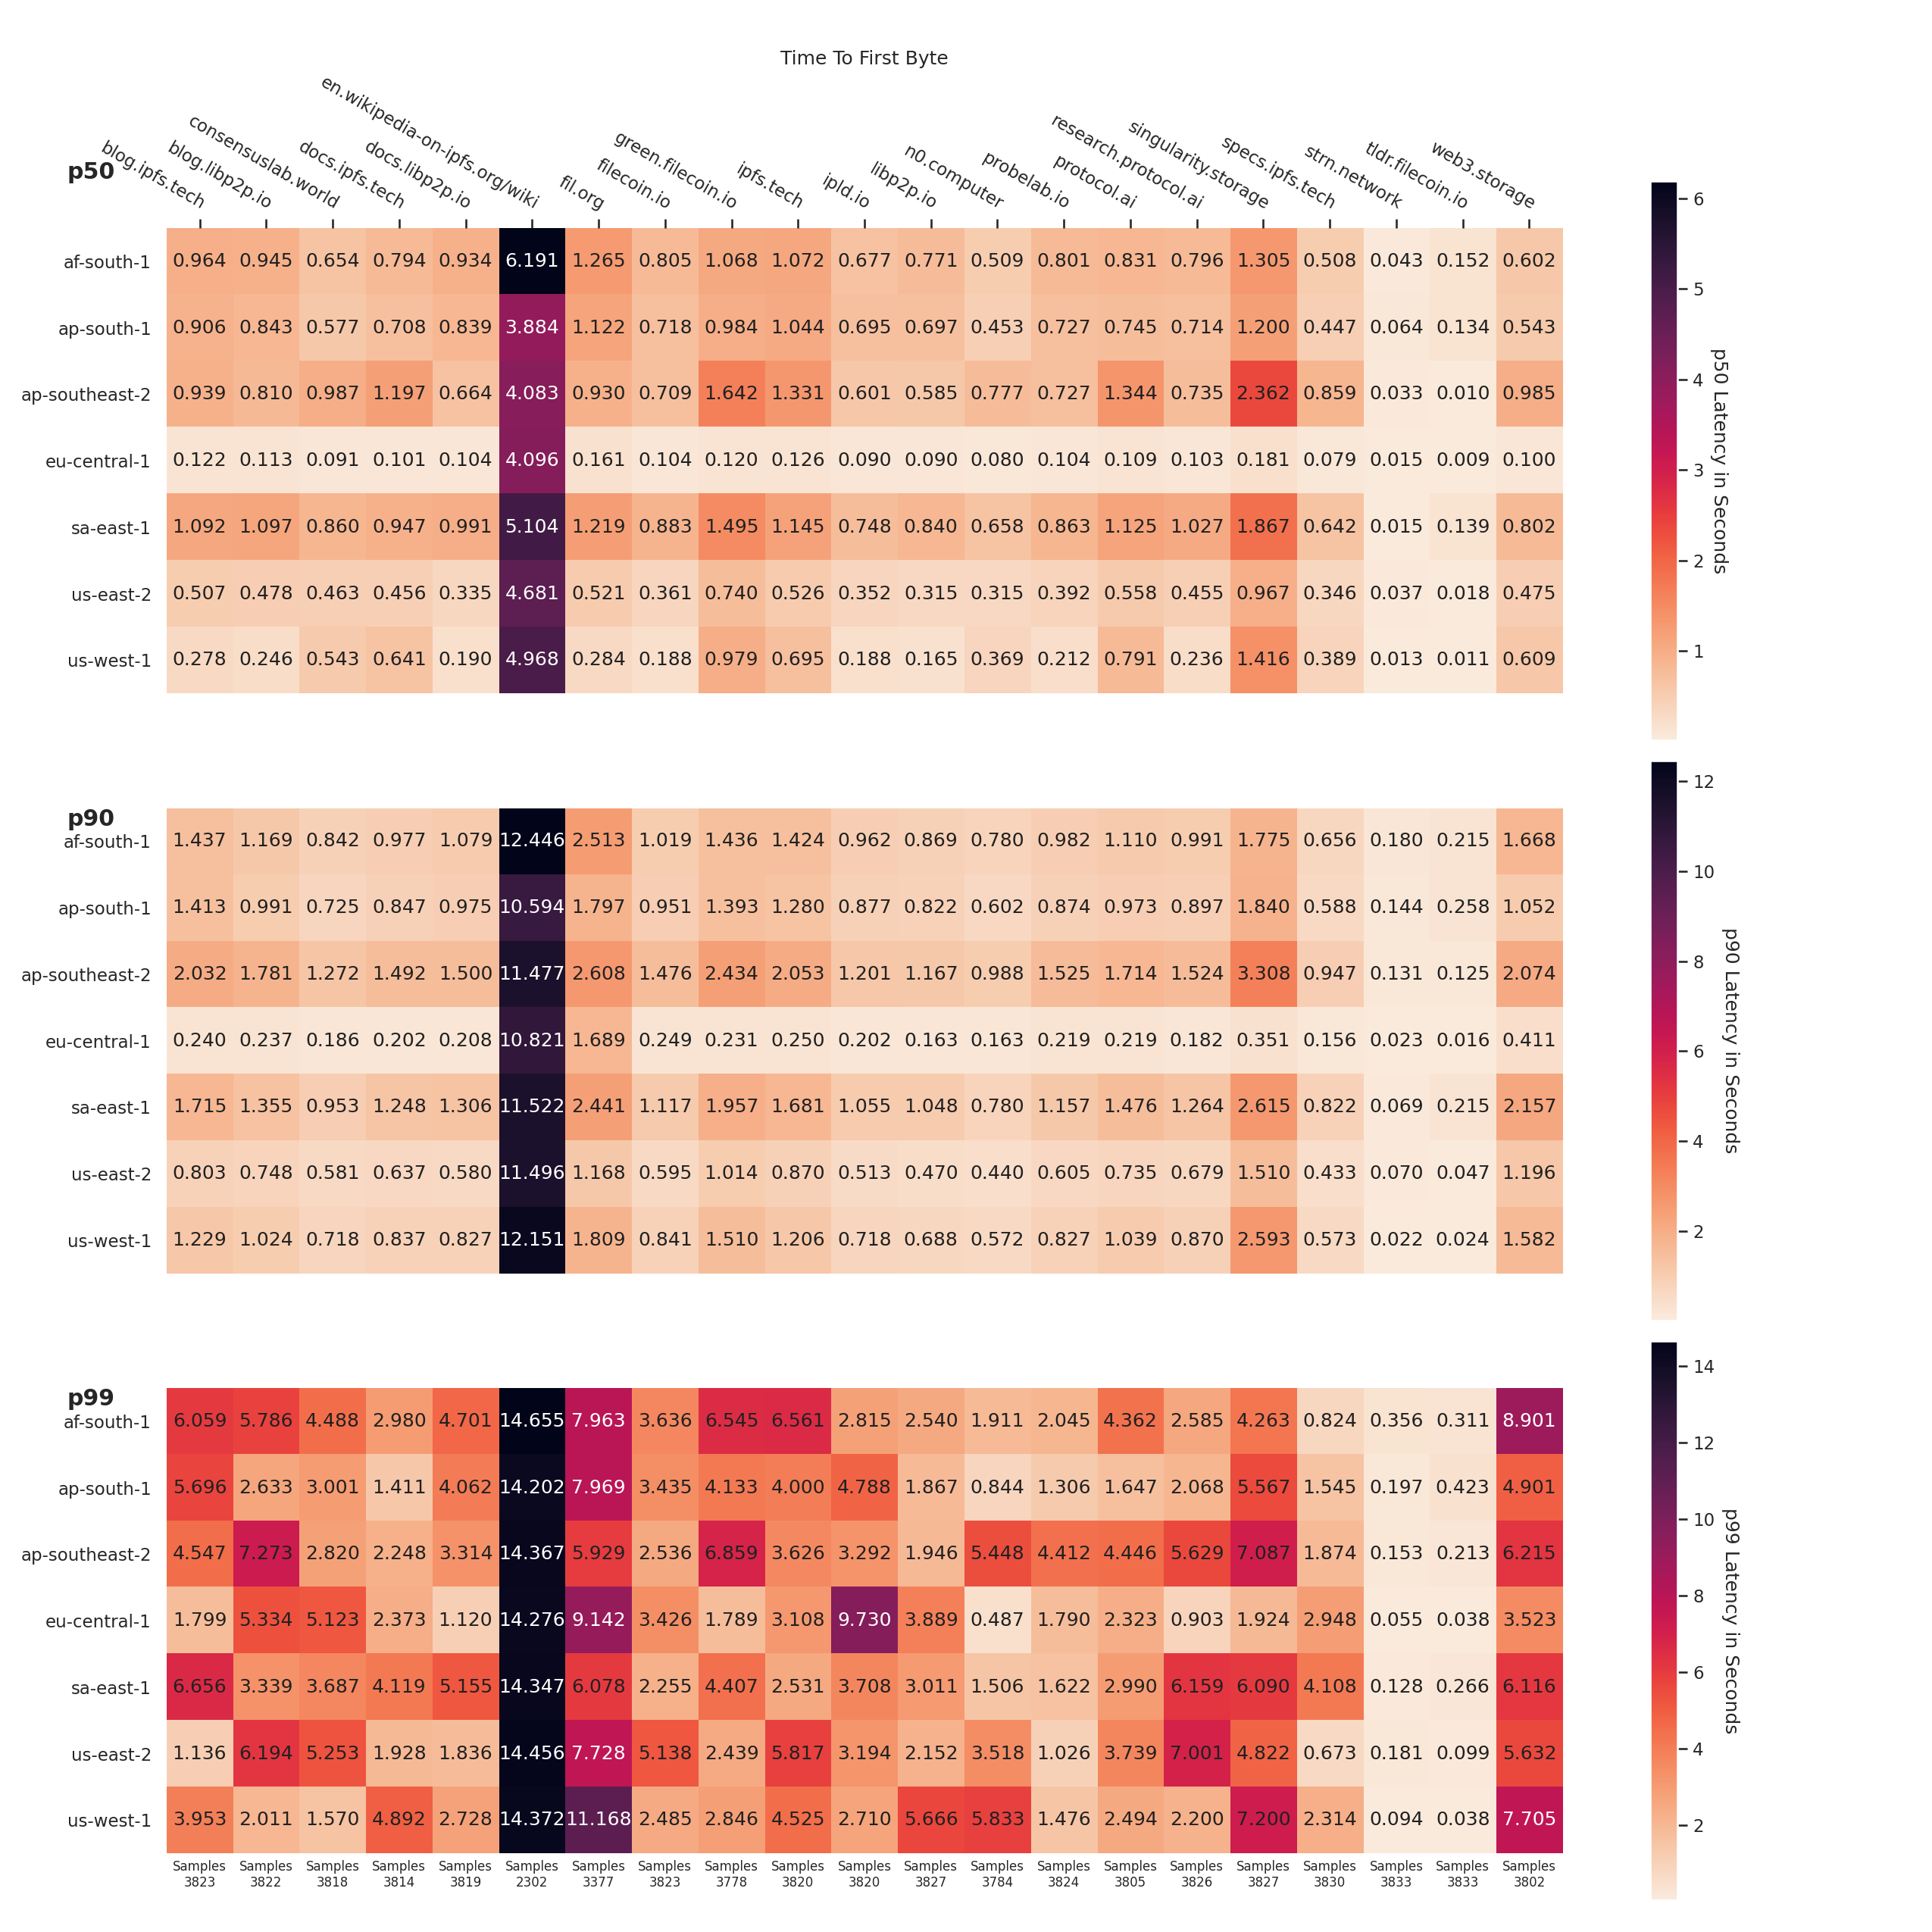 Time To First Byte
p50
blog.ipfs.tech
blog.libp2p.io
consensuslab.world
docs.ipfs.tech
docs.libp2p.io
en.wikipedia-on-ipfs.org/wiki
fil.org
filecoin.io
green.filecoin.io
ipfs.tech
ipld.io
libp2p.io
n0.computer
probelab.io
protocol.ai
research.protocol.ai
singularity.storage
specs.ipfs.tech
strn.network
tldr.filecoin.io
web3.storage
af-south-1 0.964 0.945 0.654 0.794 0.934 6.191 1.265 0.805 1.068 1.072 0.677 0.771 0.509 0.801 0.831 0.796 1.305 0.508 0.043 0.152 0.602
ap-south-1 0.906 0.843 0.577 0.708 0.839 3.884 1.122 0.718 0.984 1.044 0.695 0.697 0.453 0.727 0.745 0.714 1.200 0.447 0.064 0.134 0.543
ap-southeast-2 0.939 0.810 0.987 1.197 0.664 4.083 0.930 0.709 1.642 1.331 0.601 0.585 0.777 0.727 1.344 0.735 2.362 0.859 0.033 0.010 0.985
eu-central-1 0.122 0.113 0.091 0.101 0.104 4.096 0.161 0.104 0.120 0.126 0.090 0.090 0.080 0.104 0.109 0.103 0.181 0.079 0.015 0.009 0.100
sa-east-1 1.092 1.097 0.860 0.947 0.991 5.104 1.219 0.883 1.495 1.145 0.748 0.840 0.658 0.863 1.125 1.027 1.867 0.642 0.015 0.139 0.802
us-east-2 0.507 0.478 0.463 0.456 0.335 4.681 0.521 0.361 0.740 0.526 0.352 0.315 0.315 0.392 0.558 0.455 0.967 0.346 0.037 0.018 0.475
us-west-1 0.278 0.246 0.543 0.641 0.190 4.968 0.284 0.188 0.979 0.695 0.188 0.165 0.369 0.212 0.791 0.236 1.416 0.389 0.013 0.011 0.609
6
5
4
3
2
1
p50 Latency in Seconds
p90
af-south-1 1.437 1.169 0.842 0.977 1.079 12.446 2.513 1.019 1.436 1.424 0.962 0.869 0.780 0.982 1.110 0.991 1.775 0.656 0.180 0.215 1.668
ap-south-1 1.413 0.991 0.725 0.847 0.975 10.594 1.797 0.951 1.393 1.280 0.877 0.822 0.602 0.874 0.973 0.897 1.840 0.588 0.144 0.258 1.052
ap-southeast-2 2.032 1.781 1.272 1.492 1.500 11.477 2.608 1.476 2.434 2.053 1.201 1.167 0.988 1.525 1.714 1.524 3.308 0.947 0.131 0.125 2.074
eu-central-1 0.240 0.237 0.186 0.202 0.208 10.821 1.689 0.249 0.231 0.250 0.202 0.163 0.163 0.219 0.219 0.182 0.351 0.156 0.023 0.016 0.411
sa-east-1 1.715 1.355 0.953 1.248 1.306 11.522 2.441 1.117 1.957 1.681 1.055 1.048 0.780 1.157 1.476 1.264 2.615 0.822 0.069 0.215 2.157
us-east-2 0.803 0.748 0.581 0.637 0.580 11.496 1.168 0.595 1.014 0.870 0.513 0.470 0.440 0.605 0.735 0.679 1.510 0.433 0.070 0.047 1.196
us-west-1 1.229 1.024 0.718 0.837 0.827 12.151 1.809 0.841 1.510 1.206 0.718 0.688 0.572 0.827 1.039 0.870 2.593 0.573 0.022 0.024 1.582
12
10
8
6
4
2
p90 Latency in Seconds
p99
af-south-1 6.059 5.786 4.488 2.980 4.701 14.655 7.963 3.636 6.545 6.561 2.815 2.540 1.911 2.045 4.362 2.585 4.263 0.824 0.356 0.311 8.901
ap-south-1 5.696 2.633 3.001 1.411 4.062 14.202 7.969 3.435 4.133 4.000 4.788 1.867 0.844 1.306 1.647 2.068 5.567 1.545 0.197 0.423 4.901
ap-southeast-2 4.547 7.273 2.820 2.248 3.314 14.367 5.929 2.536 6.859 3.626 3.292 1.946 5.448 4.412 4.446 5.629 7.087 1.874 0.153 0.213 6.215
eu-central-1 1.799 5.334 5.123 2.373 1.120 14.276 9.142 3.426 1.789 3.108 9.730 3.889 0.487 1.790 2.323 0.903 1.924 2.948 0.055 0.038 3.523
sa-east-1 6.656 3.339 3.687 4.119 5.155 14.347 6.078 2.255 4.407 2.531 3.708 3.011 1.506 1.622 2.990 6.159 6.090 4.108 0.128 0.266 6.116
us-east-2 1.136 6.194 5.253 1.928 1.836 14.456 7.728 5.138 2.439 5.817 3.194 2.152 3.518 1.026 3.739 7.001 4.822 0.673 0.181 0.099 5.632
us-west-1 3.953 2.011 1.570 4.892 2.728 14.372 11.168 2.485 2.846 4.525 2.710 5.666 5.833 1.476 2.494 2.200 7.200 2.314 0.094 0.038 7.705
Samples Samples Samples Samples Samples Samples Samples Samples Samples Samples Samples Samples Samples Samples Samples Samples Samples Samples Samples Samples Samples
3823 3822 3818 3814 3819 2302 3377 3823 3778 3820 3820 3827 3784 3824 3805 3826 3827 3830 3833 3833 3802
14
12
10
8
6
4
2
p99 Latency in Seconds